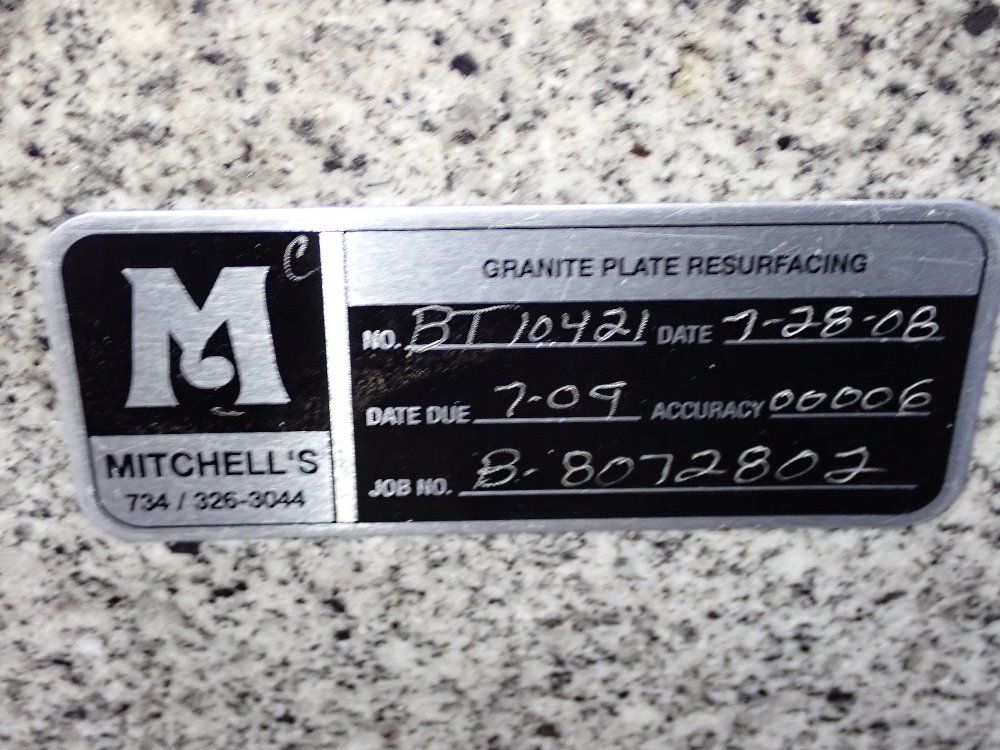 M C
GRANITE PLATE RESURFACING
NO. BT 10421 DATE 7-28-08
DATE DUE 7-09 ACCURACY 00006
JOB NO. B-8072802
MITCHELL'S
734 / 326-3044